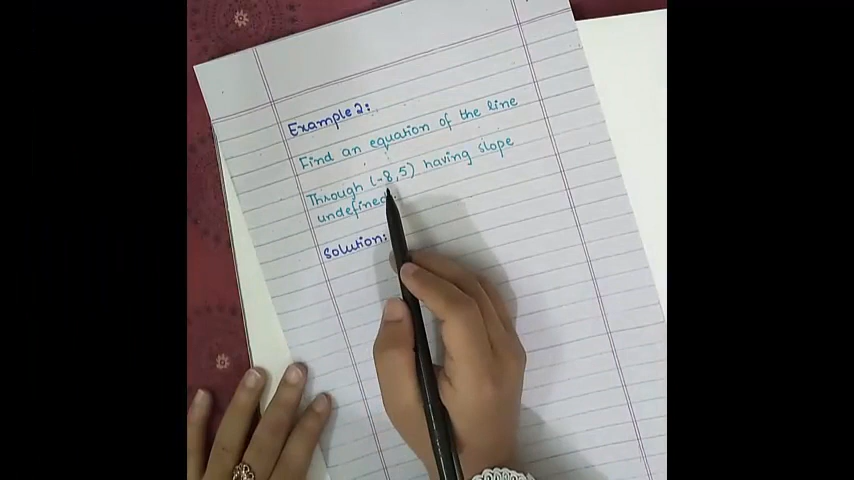 Example 2:
Find an equation of the line
Through (-8,5) having slope
undefined.
Solution: